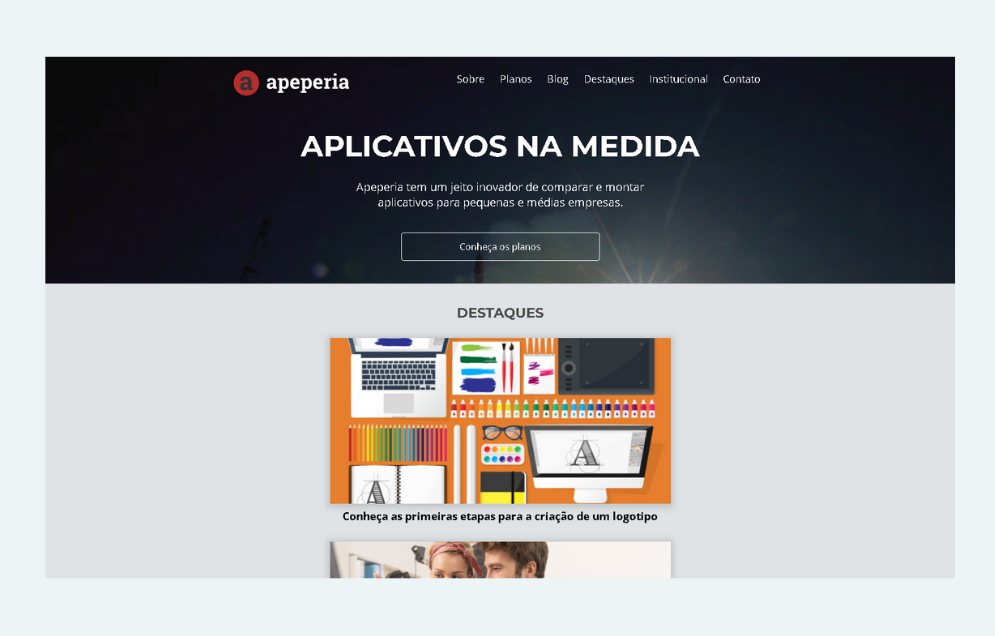 a apeperia
Sobre Planos Blog Destaques Institucional Contato
APLICATIVOS NA MEDIDA
Apeperia tem um jeito inovador de comparar e montar
aplicativos para pequenas e médias empresas.
Conheça os planos
DESTAQUES
A
A
Conheça as primeiras etapas para a criação de um logotipo